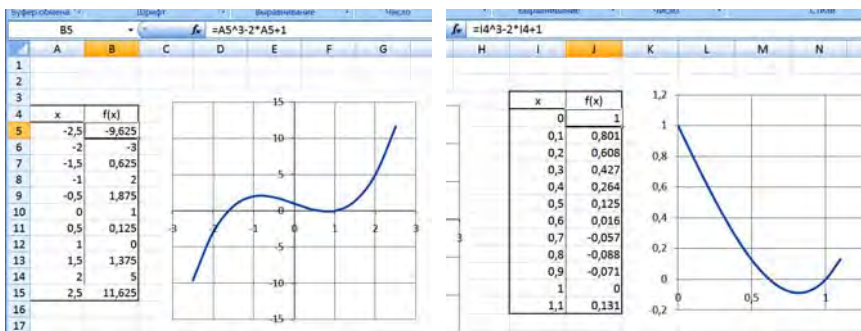 Буфер обмена Шрифт Выравнивание Число
B5 fx =A5^3-2*A5+1
A B C D E F G
1
2
3
4 x f(x)
5 -2,5 -9,625
6 -2 -3
7 -1,5 0,625
8 -1 2
9 -0,5 1,875
10 0 1
11 0,5 0,125
12 1 0
13 1,5 1,375
14 2 5
15 2,5 11,625
16
17
15
10
5
0
-3 -2 -1 0 1 2 3
-5
-10
-15
fx =I4^3-2*I4+1
H I J K L M N
x f(x)
0 1
0,1 0,801
0,2 0,608
0,3 0,427
0,4 0,264
0,5 0,125
0,6 0,016
0,7 -0,057
0,8 -0,088
0,9 -0,071
1 0
1,1 0,131
3
1,2
1
0,8
0,6
0,4
0,2
0
-0,2
0 0,5 1